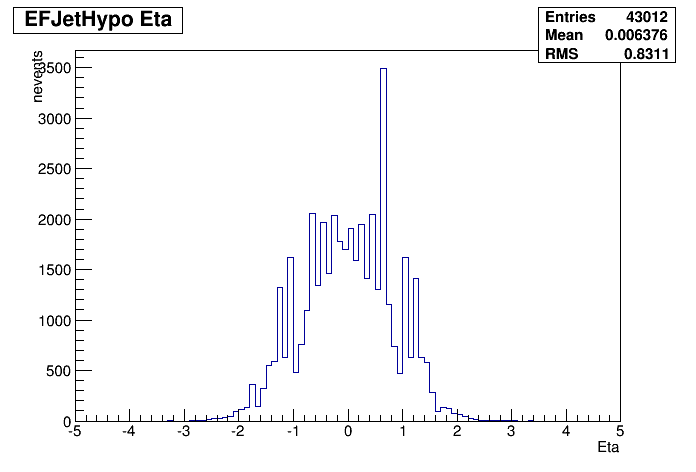 EFJetHypo Eta
Entries 43012
Mean 0.006376
RMS 0.8311
nevents
3500
3000
2500
2000
1500
1000
500
0
-5 -4 -3 -2 -1 0 1 2 3 4 5
Eta